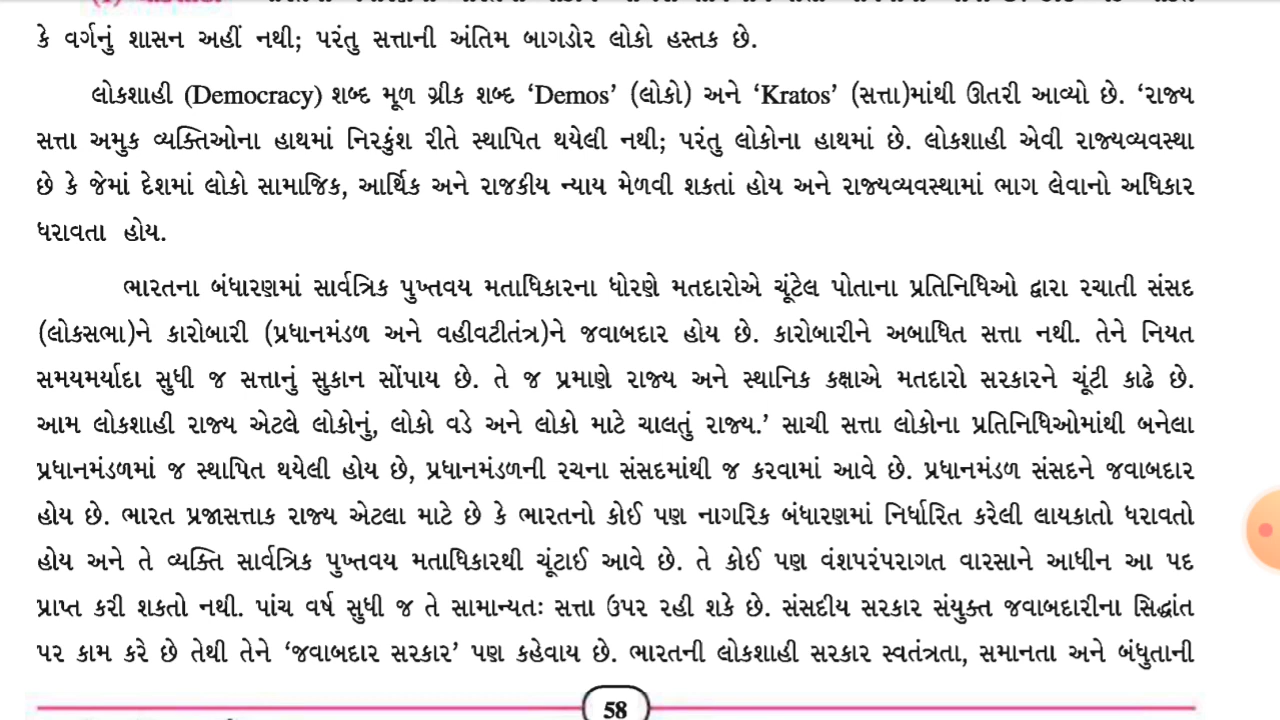 કે વર્ગનું શાસન અહીં નથી; પરંતુ સત્તાની અંતિમ બાગડોર લોકો હસ્તક છે.
લોકશાહી (Democracy) શબ્દ મૂળ ગ્રીક શબ્દ ‘Demos’ (લોકો) અને ‘Kratos’ (સત્તા)માંથી ઊતરી આવ્યો છે. ‘રાજ્ય
સત્તા અમુક વ્યક્તિઓના હાથમાં નિરકુંશ રીતે સ્થાપિત થયેલી નથી; પરંતુ લોકોના હાથમાં છે. લોકશાહી એવી રાજ્યવ્યવસ્થા
છે કે જેમાં દેશમાં લોકો સામાજિક, આર્થિક અને રાજકીય ન્યાય મેળવી શકતાં હોય અને રાજ્યવ્યવસ્થામાં ભાગ લેવાનો અધિકાર
ધરાવતા હોય.
ભારતના બંધારણમાં સાર્વત્રિક પુખ્તવય મતાધિકારના ધોરણે મતદારોએ ચૂંટેલ પોતાના પ્રતિનિધિઓ દ્વારા રચાતી સંસદ
(લોકસભા)ને કારોબારી (પ્રધાનમંડળ અને વહીવટીતંત્ર)ને જવાબદાર હોય છે. કારોબારીને અબાધિત સત્તા નથી. તેને નિયત
સમયમર્યાદા સુધી જ સત્તાનું સુકાન સોંપાય છે. તે જ પ્રમાણે રાજ્ય અને સ્થાનિક કક્ષાએ મતદારો સરકારને ચૂંટી કાઢે છે.
આમ લોકશાહી રાજ્ય એટલે લોકોનું, લોકો વડે અને લોકો માટે ચાલતું રાજ્ય.’ સાચી સત્તા લોકોના પ્રતિનિધિઓમાંથી બનેલા
પ્રધાનમંડળમાં જ સ્થાપિત થયેલી હોય છે, પ્રધાનમંડળની રચના સંસદમાંથી જ કરવામાં આવે છે. પ્રધાનમંડળ સંસદને જવાબદાર
હોય છે. ભારત પ્રજાસત્તાક રાજ્ય એટલા માટે છે કે ભારતનો કોઈ પણ નાગરિક બંધારણમાં નિર્ધારિત કરેલી લાયકાતો ધરાવતો
હોય અને તે વ્યક્તિ સાર્વત્રિક પુખ્તવય મતાધિકારથી ચૂંટાઈ આવે છે. તે કોઈ પણ વંશપરંપરાગત વારસાને આધીન આ પદ
પ્રાપ્ત કરી શકતો નથી. પાંચ વર્ષ સુધી જ તે સામાન્યતઃ સત્તા ઉપર રહી શકે છે. સંસદીય સરકાર સંયુક્ત જવાબદારીના સિદ્ધાંત
પર કામ કરે છે તેથી તેને ‘જવાબદાર સરકાર’ પણ કહેવાય છે. ભારતની લોકશાહી સરકાર સ્વતંત્રતા, સમાનતા અને બંધુતાની
58